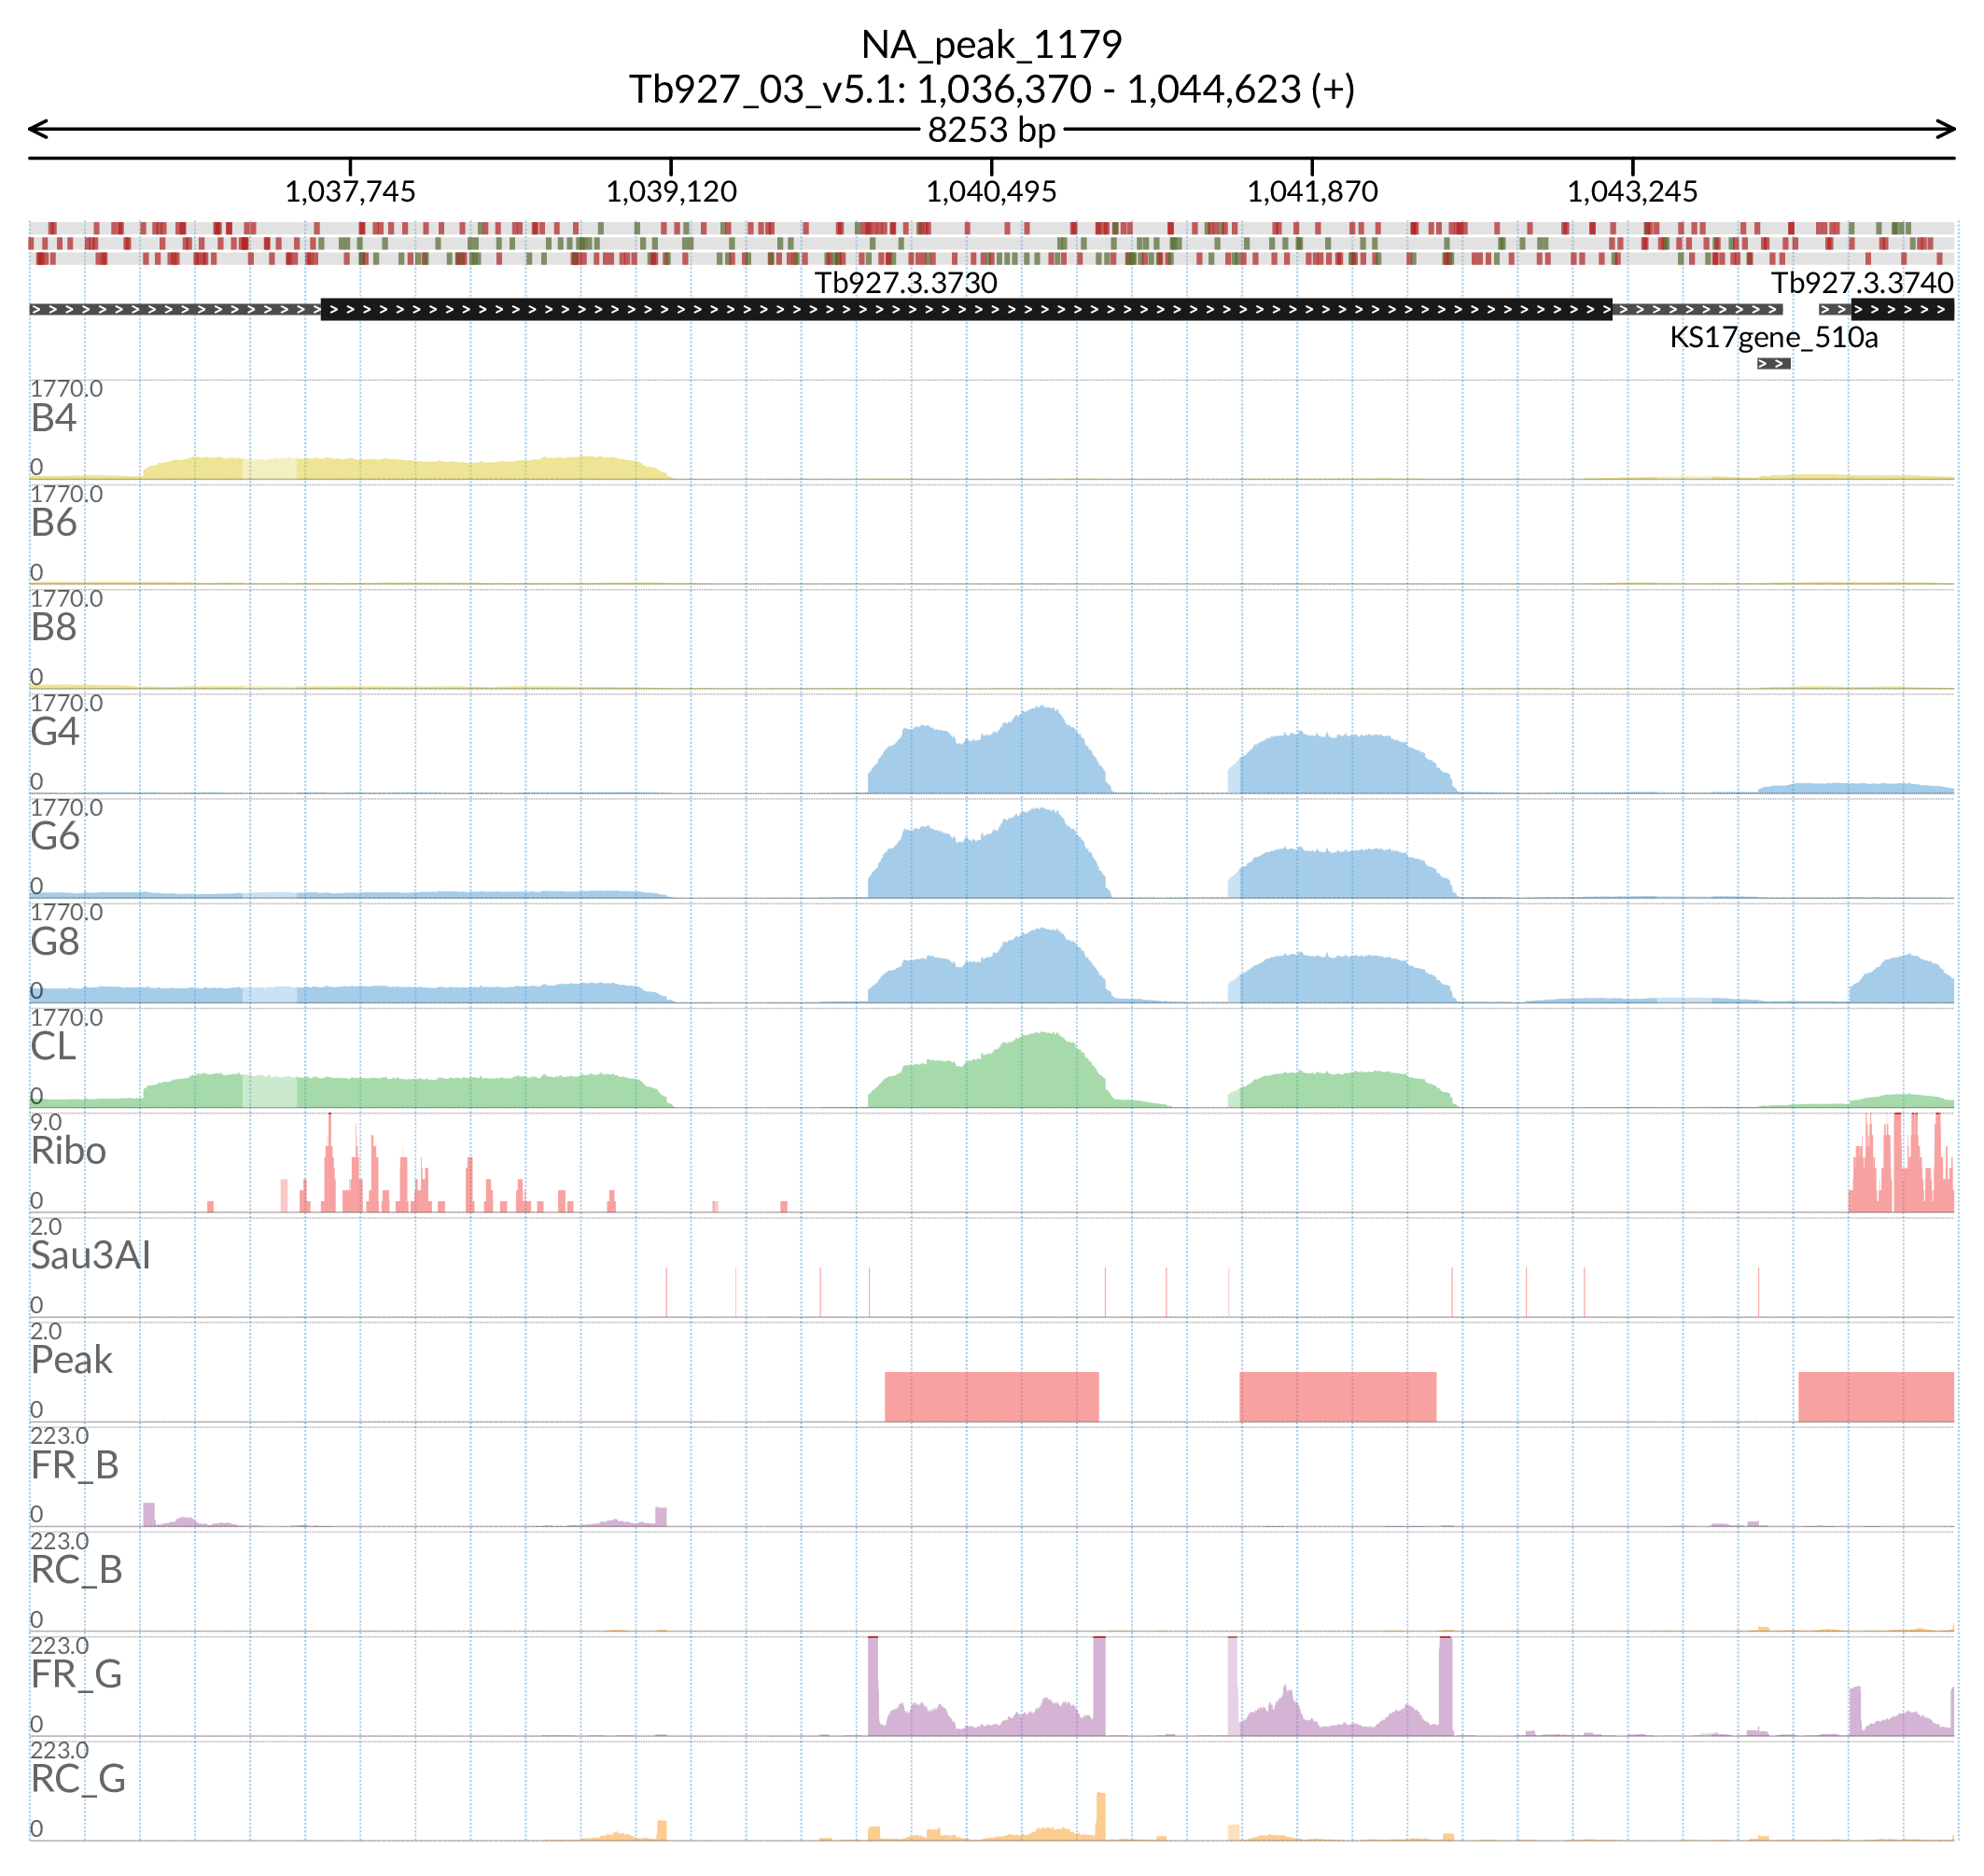 NA_peak_1179
Tb927_03_v5.1: 1,036,370 - 1,044,623 (+)
8253 bp
1,037,745 1,039,120 1,040,495 1,041,870 1,043,245
Tb927.3.3730 Tb927.3.3740
KS17gene_510a
1770.0
B4
0
1770.0
B6
0
1770.0
B8
0
1770.0
G4
0
1770.0
G6
0
1770.0
G8
0
1770.0
CL
0
9.0
Ribo
0
2.0
Sau3AI
0
2.0
Peak
0
223.0
FR_B
0
223.0
RC_B
0
223.0
FR_G
0
223.0
RC_G
0